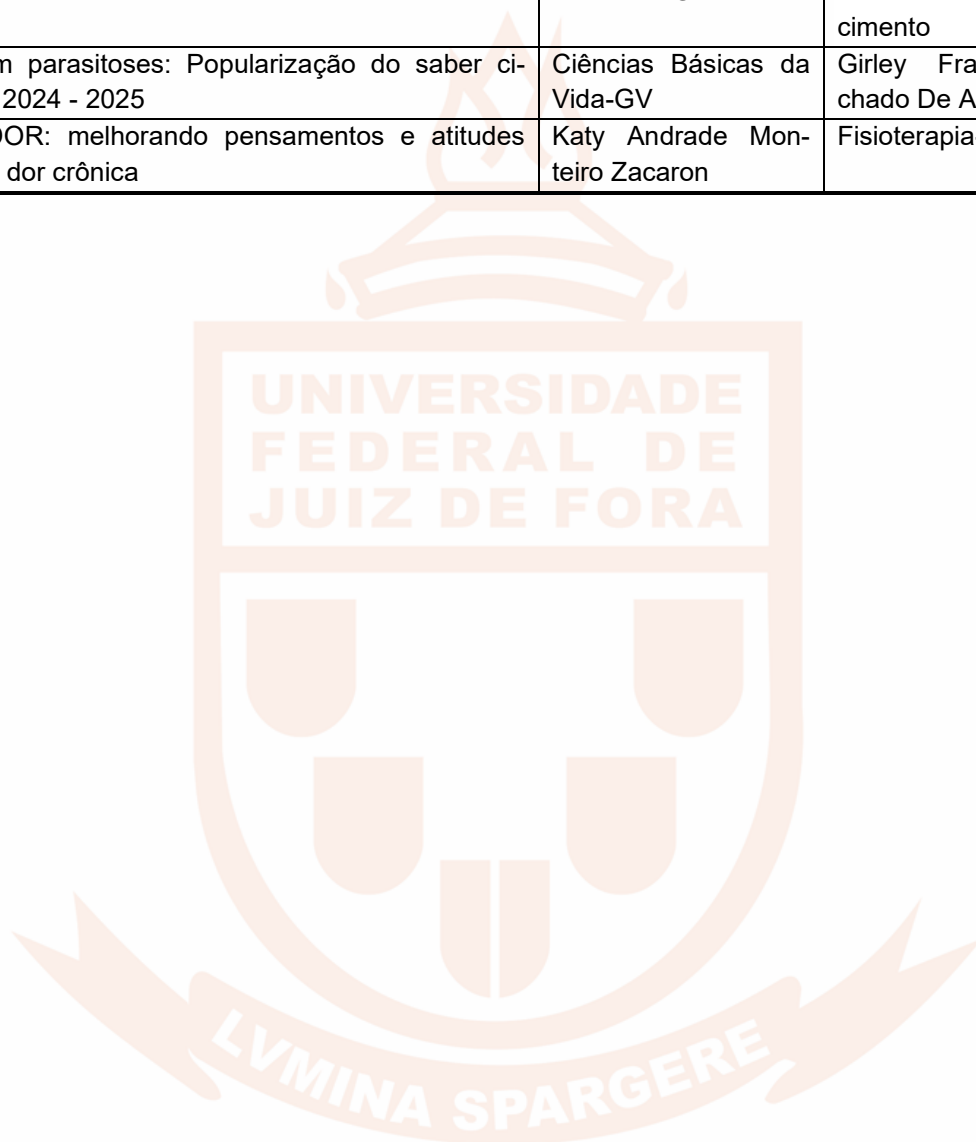 cimento
m parasitoses: Popularização do saber ci-
2024 - 2025
Ciências Básicas da
Vida-GV
Girley Fra
chado De A
DOR: melhorando pensamentos e atitudes
dor crônica
Katy Andrade Mon-
teiro Zacaron
Fisioterapia
UNIVERSIDADE
FEDERAL DE
JUIZ DE FORA
LVMINA SPARGERE